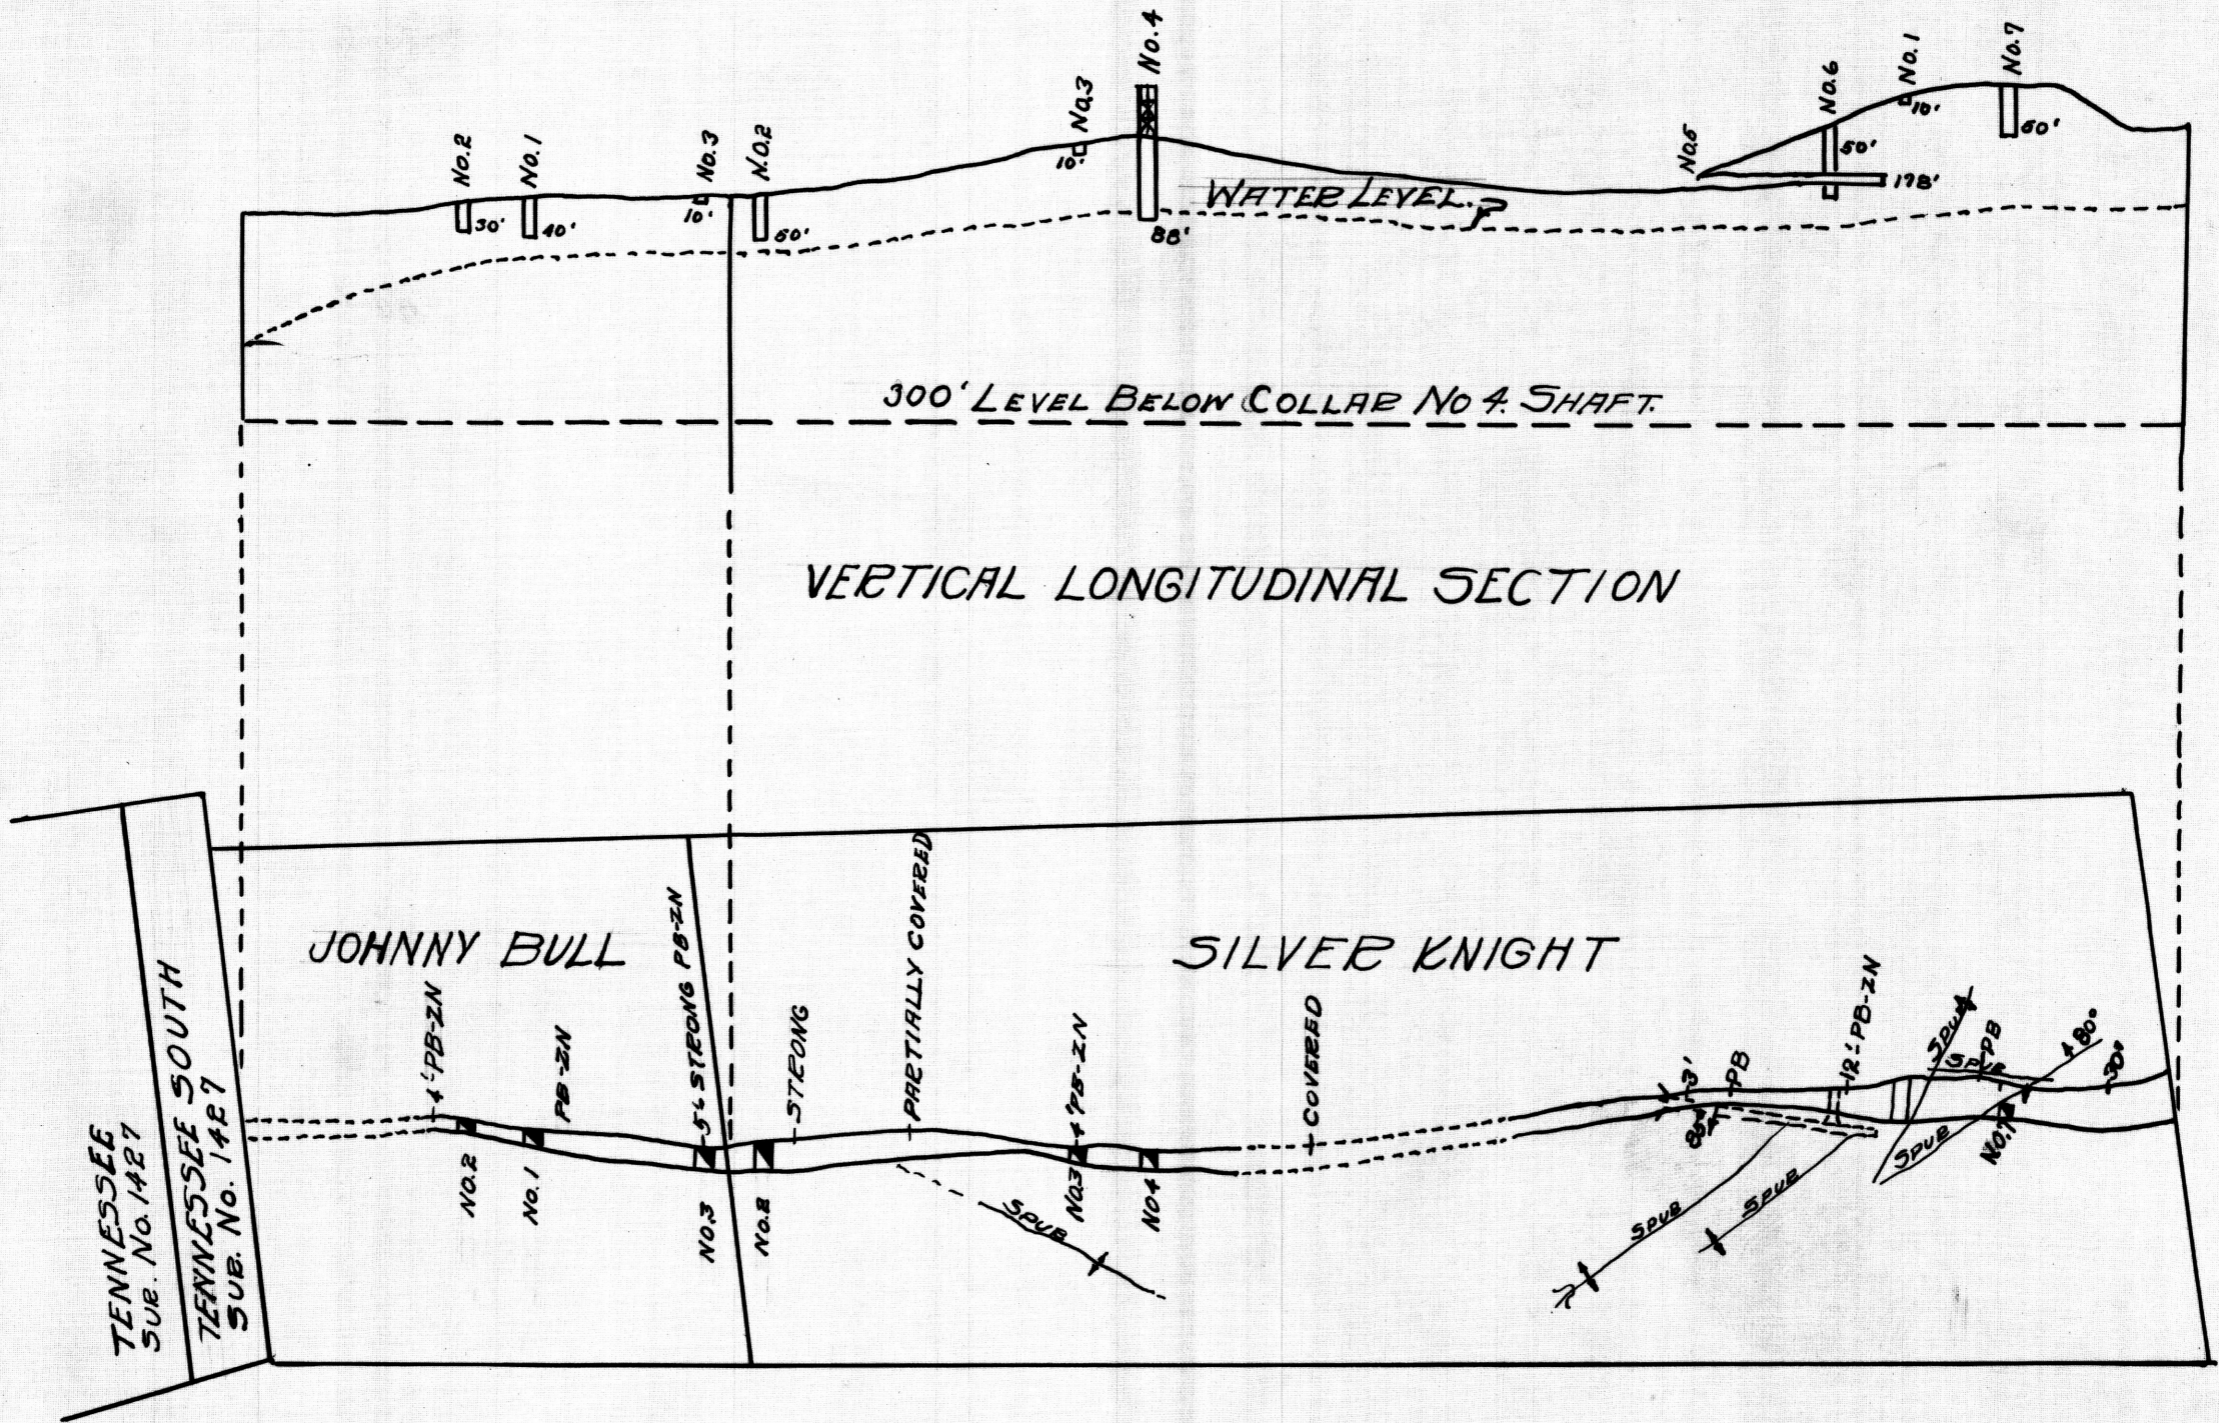 No.2
No.1
No.3
No.2
No.3
No.4
No.5
No.6
No.1
No.7
30'
40'
10'
60'
10'
88'
50'
178'
10'
60'
WATER LEVEL.
300' LEVEL BELOW COLLAR No 4. SHAFT.
VERTICAL LONGITUDINAL SECTION
JOHNNY BULL
SILVER KNIGHT
TENNESSEE
SUR. No. 1427
TENNESSEE SOUTH
SUR. No. 1427
4'-PB-ZN
PB-ZN
5' STRONG PB-ZN
STRONG
PARTIALLY COVERED
4' PB-ZN
COVERED
3'
PB
12'-PB-ZN
SPUR
SPUR
PB
80°
30°
85°
No.2
No.1
No.3
No.2
SPUR
No.3
No4
SPUR
SPUR
SPUR
No.7